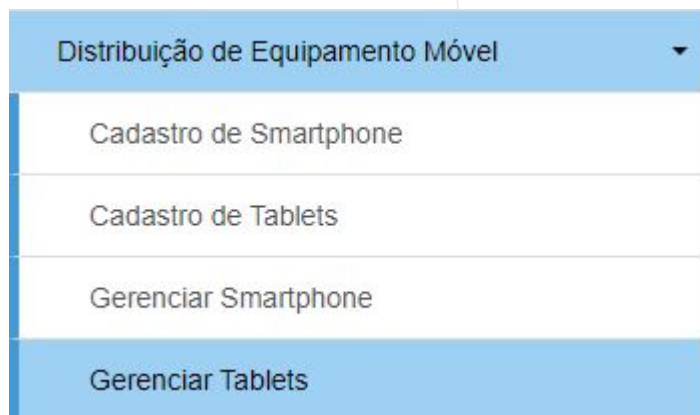 Distribuição de Equipamento Móvel
Cadastro de Smartphone
Cadastro de Tablets
Gerenciar Smartphone
Gerenciar Tablets